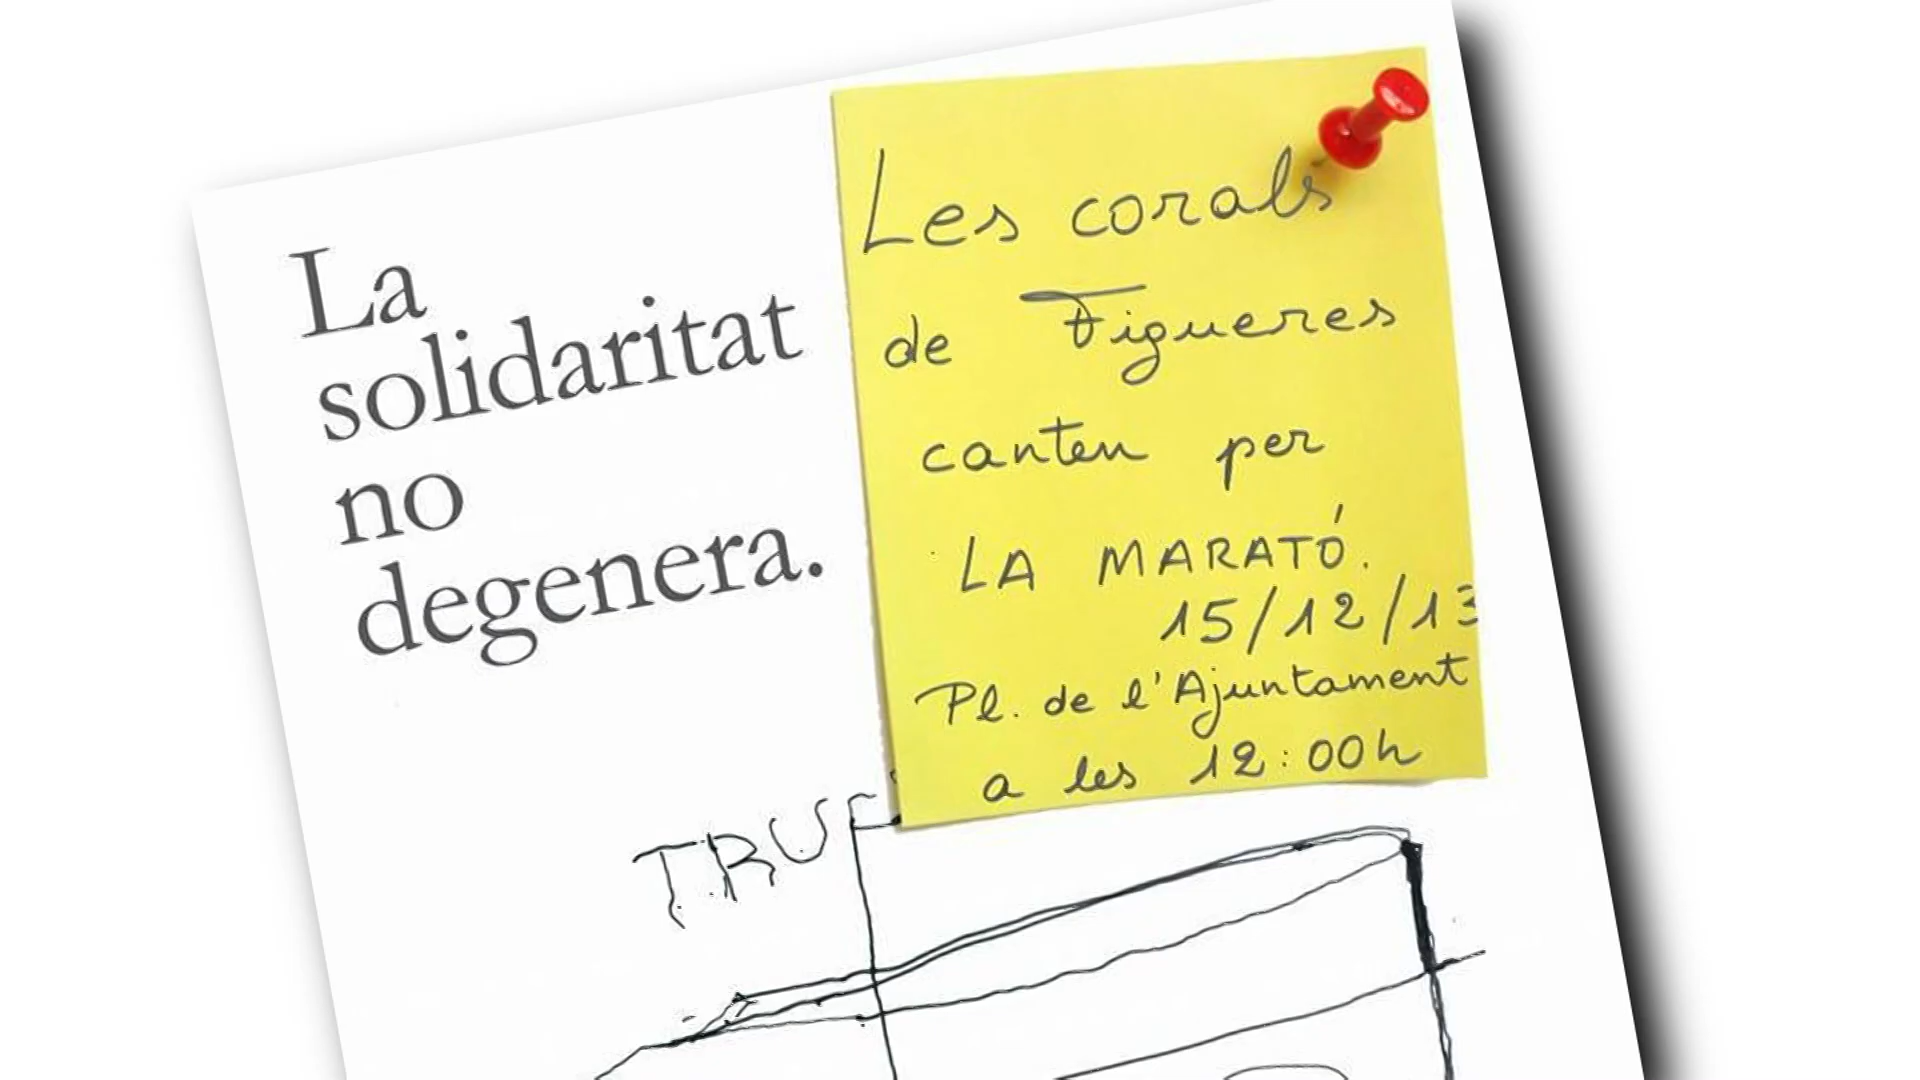 La
solidaritat
no
degenera.
Les corals
de Figueres
canten per
LA MARATÓ.
15/12/13
Pl. de l'Ajuntament
a les 12:00h